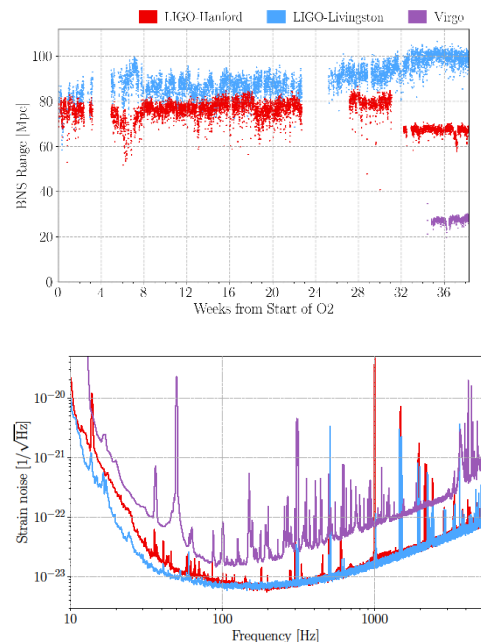 LIGO-Hanford LIGO-Livingston Virgo
100
80
60
40
20
0
BNS Range [Mpc]
0 4 8 12 16 20 24 28 32 36
Weeks from Start of O2
10⁻²⁰
10⁻²¹
10⁻²²
10⁻²³
Strain noise [1/√Hz]
10 100 1000
Frequency [Hz]